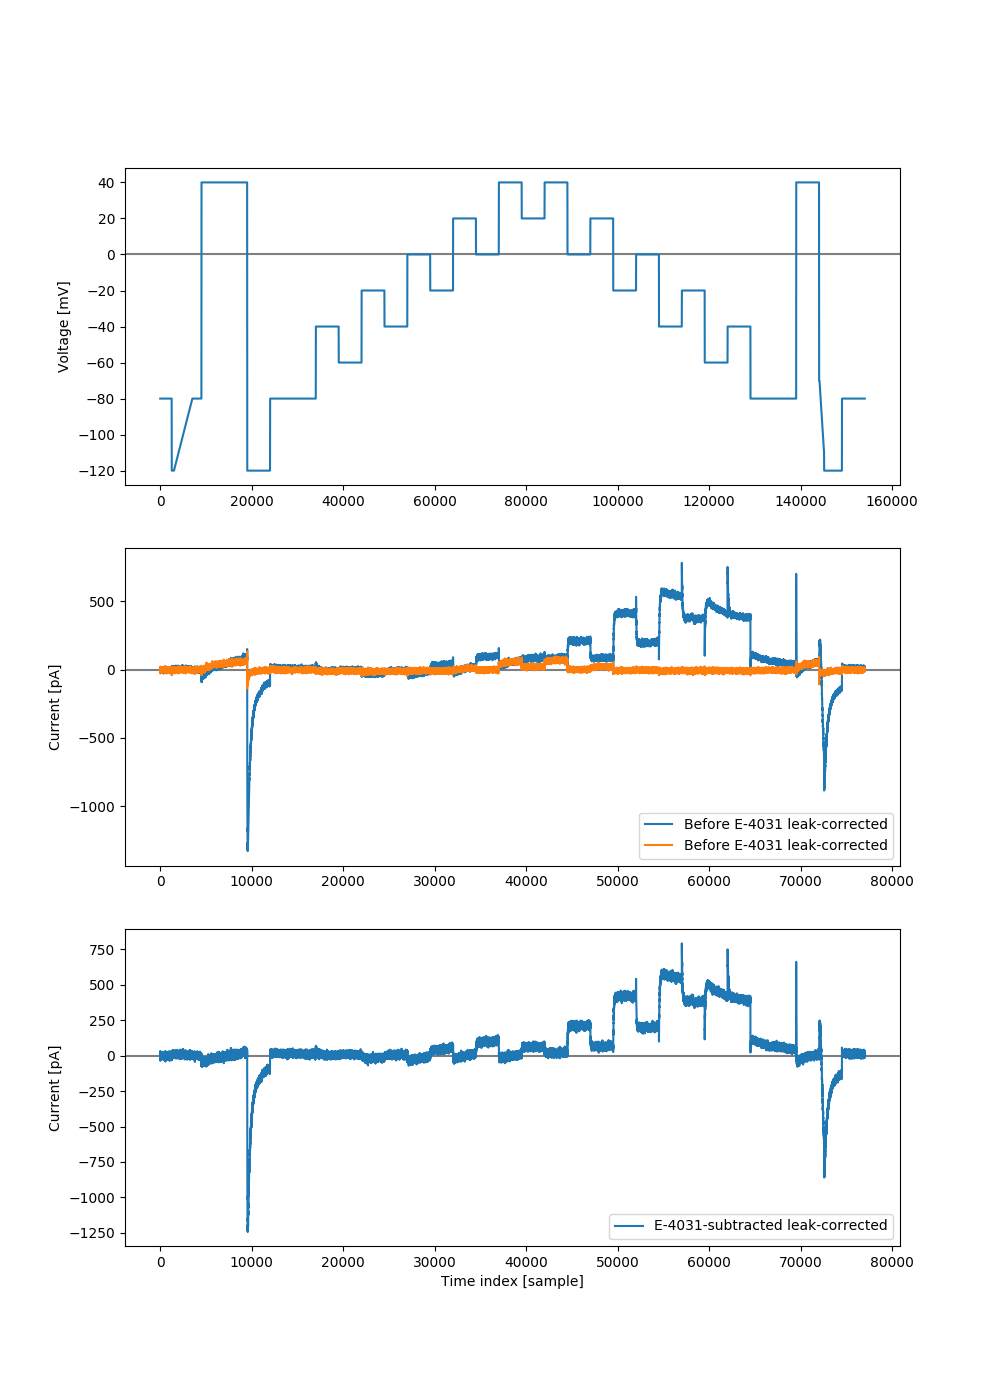 40
20
0
−20
−40
−60
−80
−100
−120
Voltage [mV]
0 20000 40000 60000 80000 100000 120000 140000 160000
500
0
−500
−1000
Current [pA]
Before E-4031 leak-corrected
Before E-4031 leak-corrected
0 10000 20000 30000 40000 50000 60000 70000 80000
750
500
250
0
−250
−500
−750
−1000
−1250
Current [pA]
E-4031-subtracted leak-corrected
0 10000 20000 30000 40000 50000 60000 70000 80000
Time index [sample]